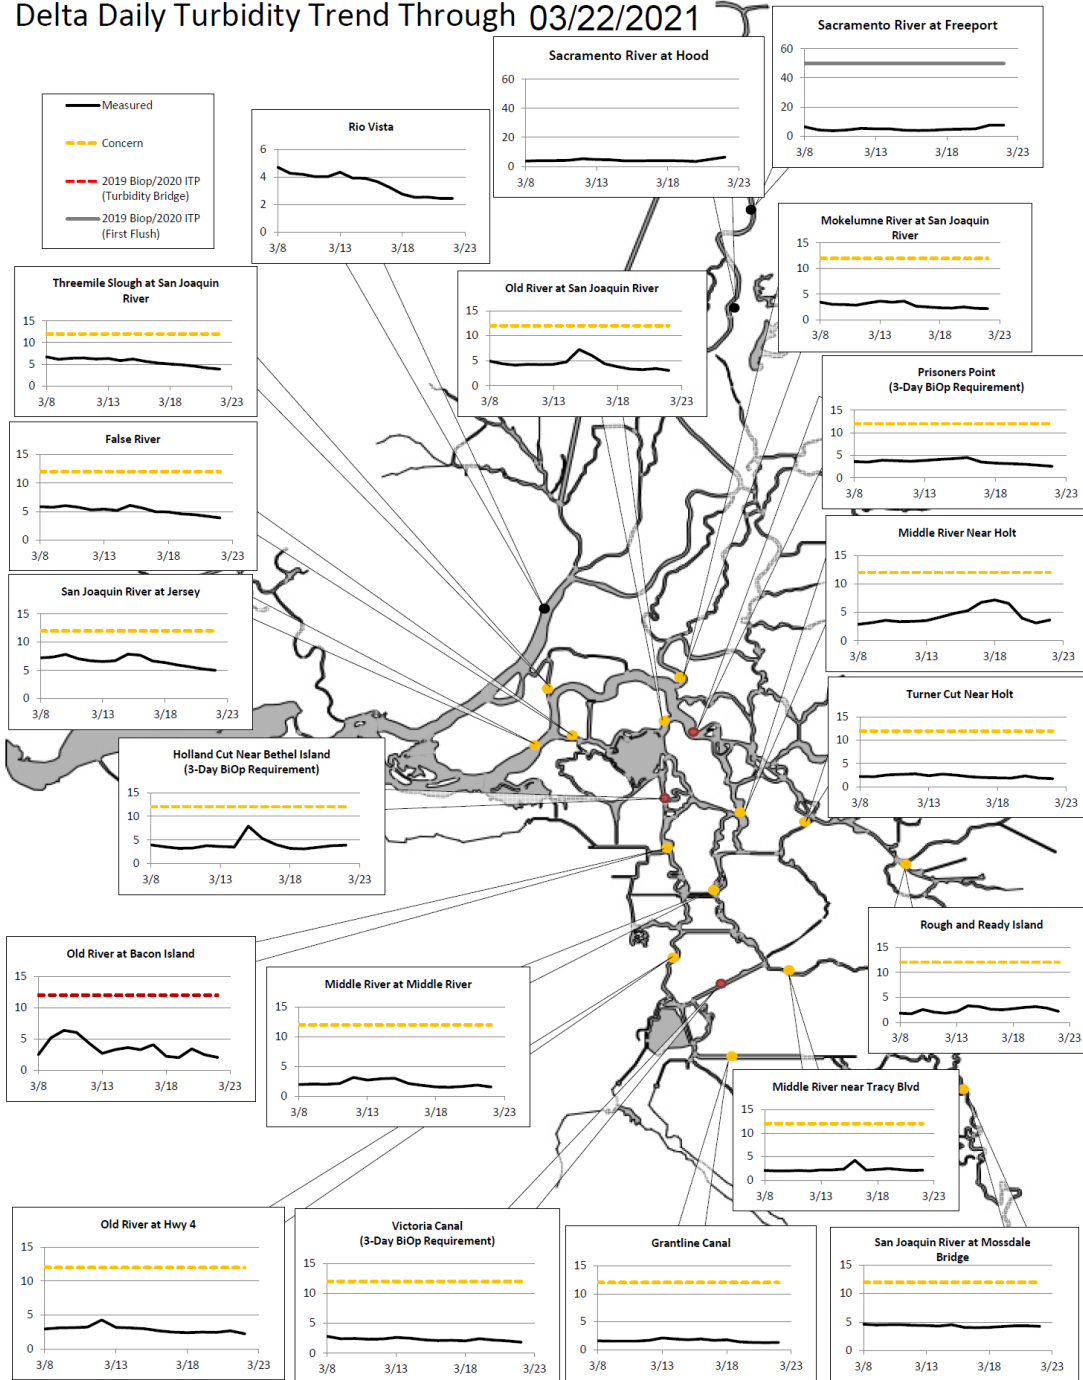 Delta Daily Turbidity Trend Through 03/22/2021
Measured
Concern
2019 Biop/2020 ITP
(Turbidity Bridge)
2019 Biop/2020 ITP
(First Flush)
Rio Vista
6
4
2
0
3/8 3/13 3/18 3/23
Sacramento River at Hood
60
40
20
0
3/8 3/13 3/18 3/23
Sacramento River at Freeport
60
40
20
0
3/8 3/13 3/18 3/23
Mokelumne River at San Joaquin
River
15
10
5
0
3/8 3/13 3/18 3/23
Threemile Slough at San Joaquin
River
15
10
5
0
3/8 3/13 3/18 3/23
Old River at San Joaquin River
15
10
5
0
3/8 3/13 3/18 3/23
Prisoners Point
(3-Day BiOp Requirement)
15
10
5
0
3/8 3/13 3/18 3/23
False River
15
10
5
0
3/8 3/13 3/18 3/23
Middle River Near Holt
15
10
5
0
3/8 3/13 3/18 3/23
San Joaquin River at Jersey
15
10
5
0
3/8 3/13 3/18 3/23
Turner Cut Near Holt
15
10
5
0
3/8 3/13 3/18 3/23
Holland Cut Near Bethel Island
(3-Day BiOp Requirement)
15
10
5
0
3/8 3/13 3/18 3/23
Rough and Ready Island
15
10
5
0
3/8 3/13 3/18 3/23
Old River at Bacon Island
15
10
5
0
3/8 3/13 3/18 3/23
Middle River at Middle River
15
10
5
0
3/8 3/13 3/18 3/23
Middle River near Tracy Blvd
15
10
5
0
3/8 3/13 3/18 3/23
Old River at Hwy 4
15
10
5
0
3/8 3/13 3/18 3/23
Victoria Canal
(3-Day BiOp Requirement)
15
10
5
0
3/8 3/13 3/18 3/23
Grantline Canal
15
10
5
0
3/8 3/13 3/18 3/23
San Joaquin River at Mossdale
Bridge
15
10
5
0
3/8 3/13 3/18 3/23